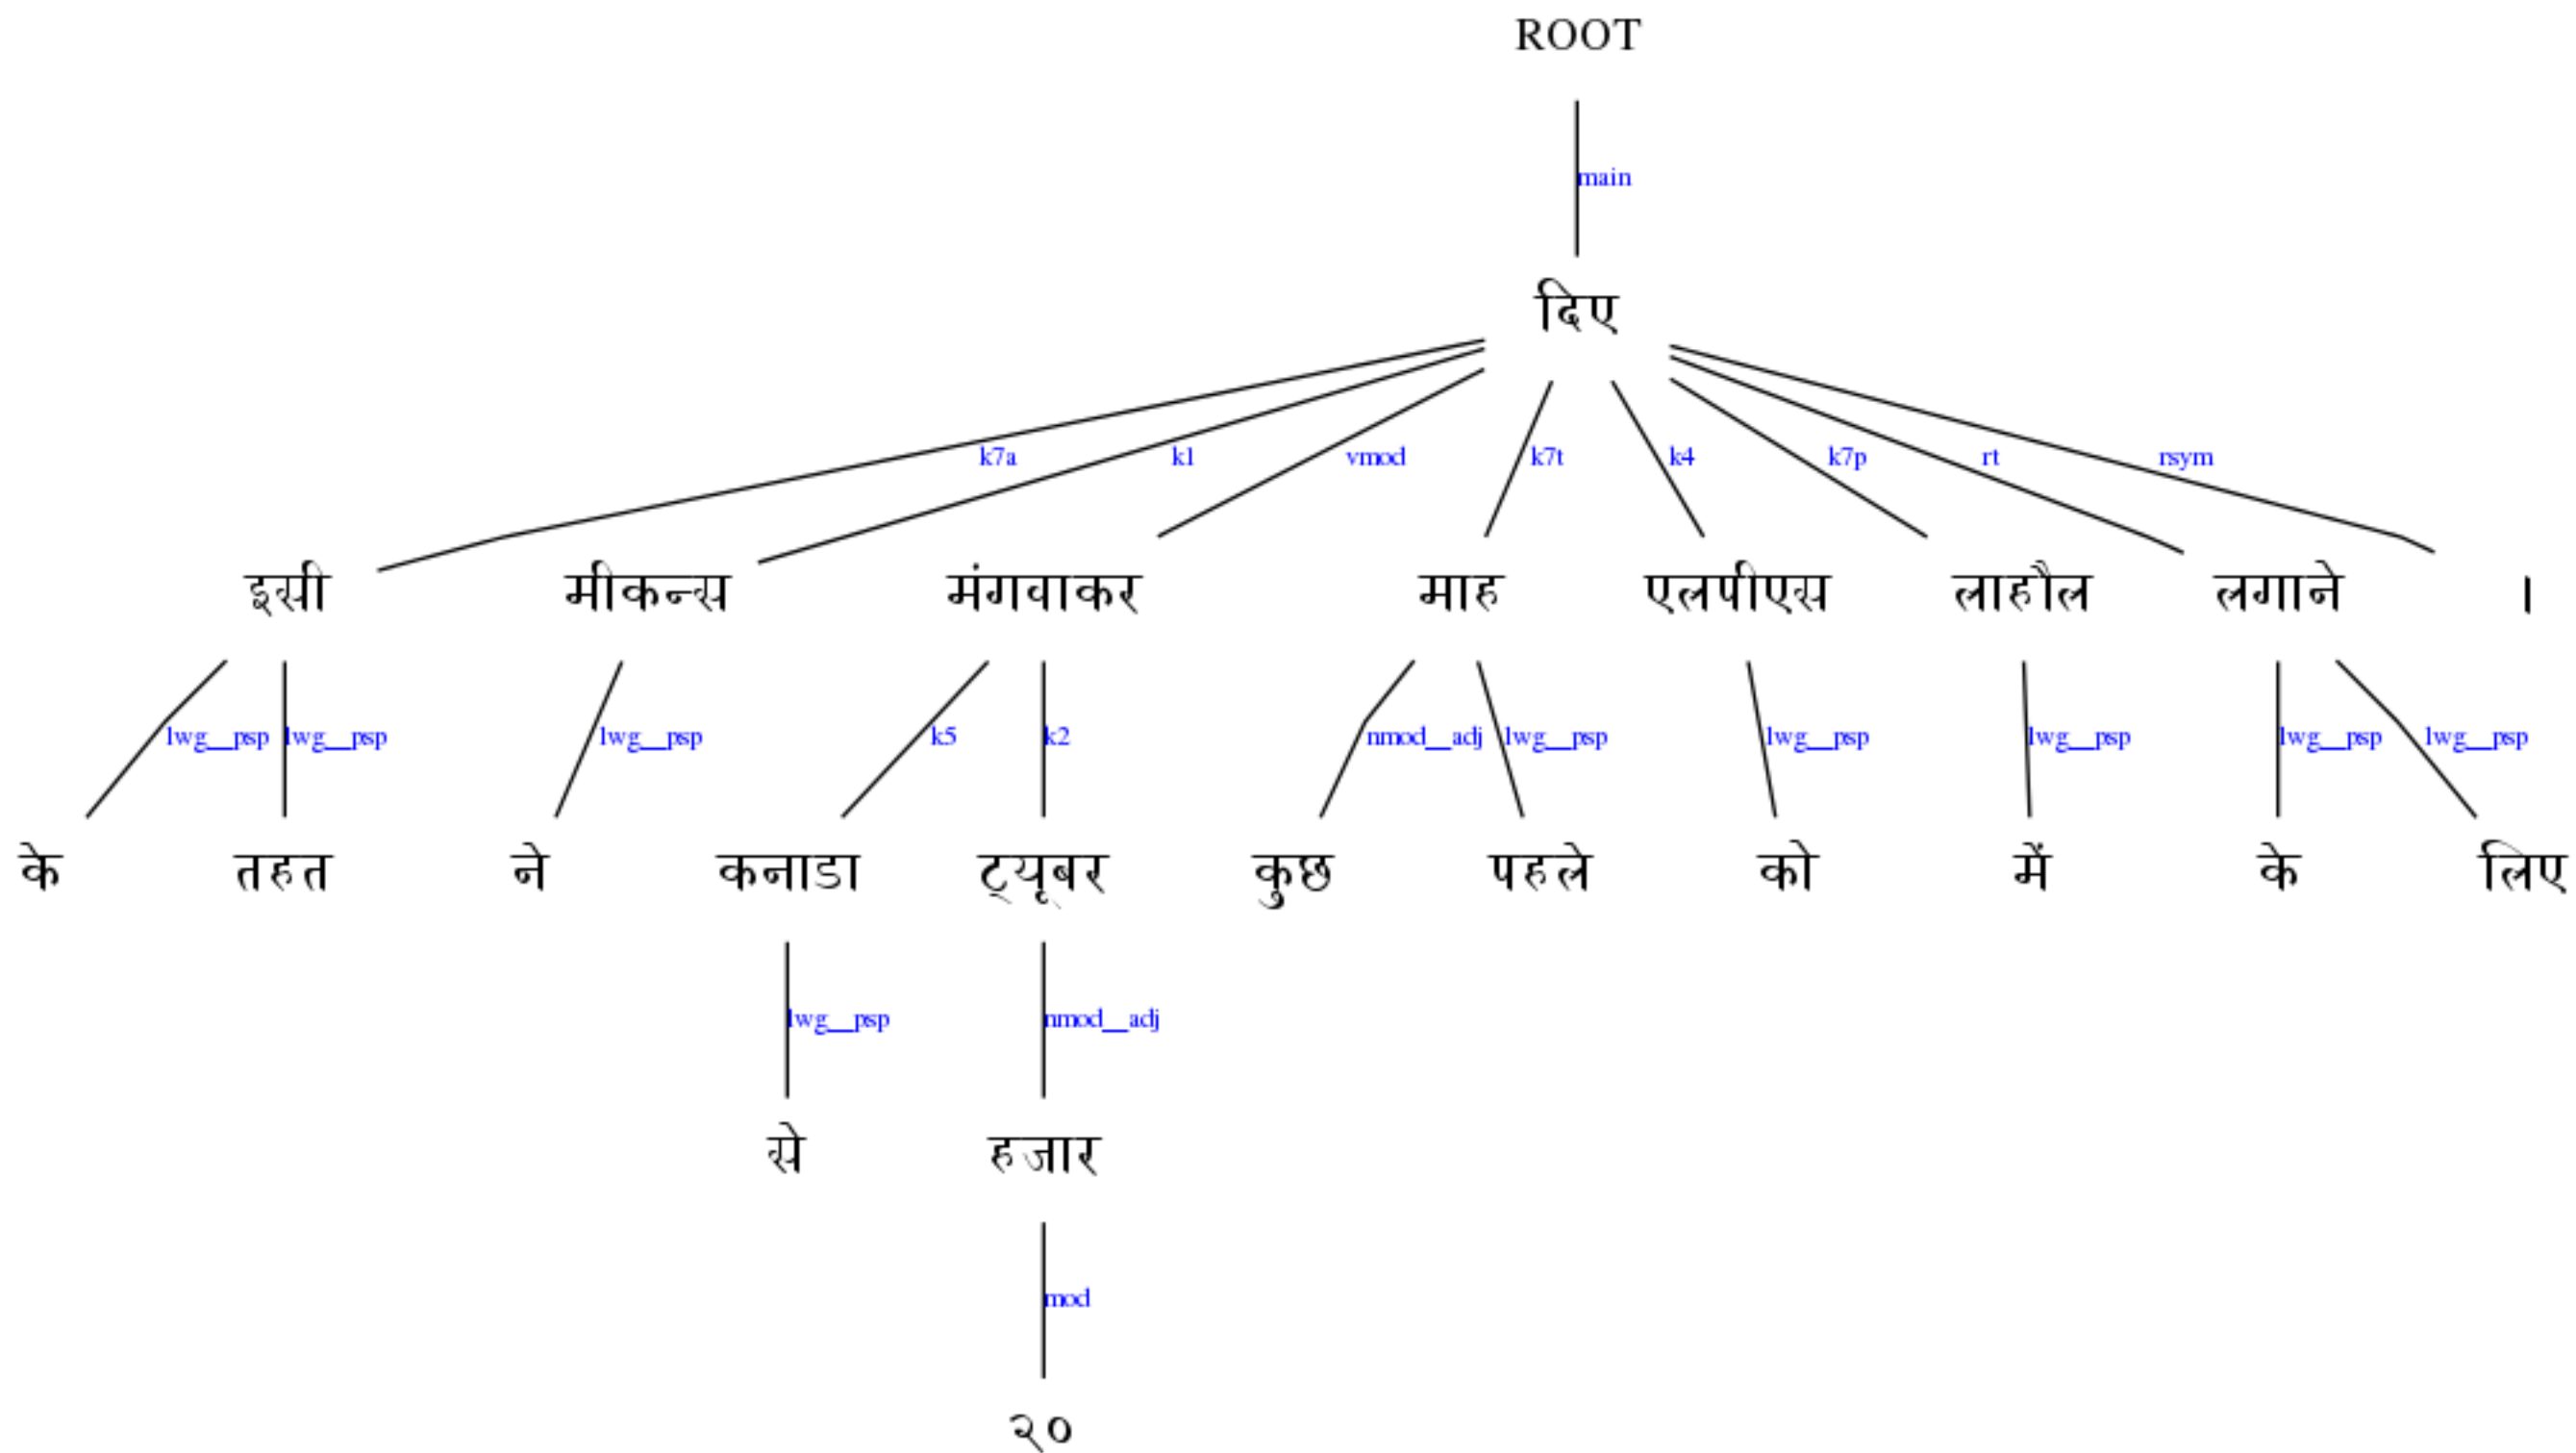 ROOT
main
दिए
k7a k1 vmod k7t k4 k7p rt rsym
इसी मीकन्स मंगवाकर माह एलपीएस लाहौल लगाने ।
lwg__psp lwg__psp lwg__psp k5 k2 nmod__adj lwg__psp lwg__psp lwg__psp lwg__psp lwg__psp
के तहत ने कनाडा ट्यूबर कुछ पहले को में के लिए
lwg__psp nmod__adj
से हजार
mod
२०